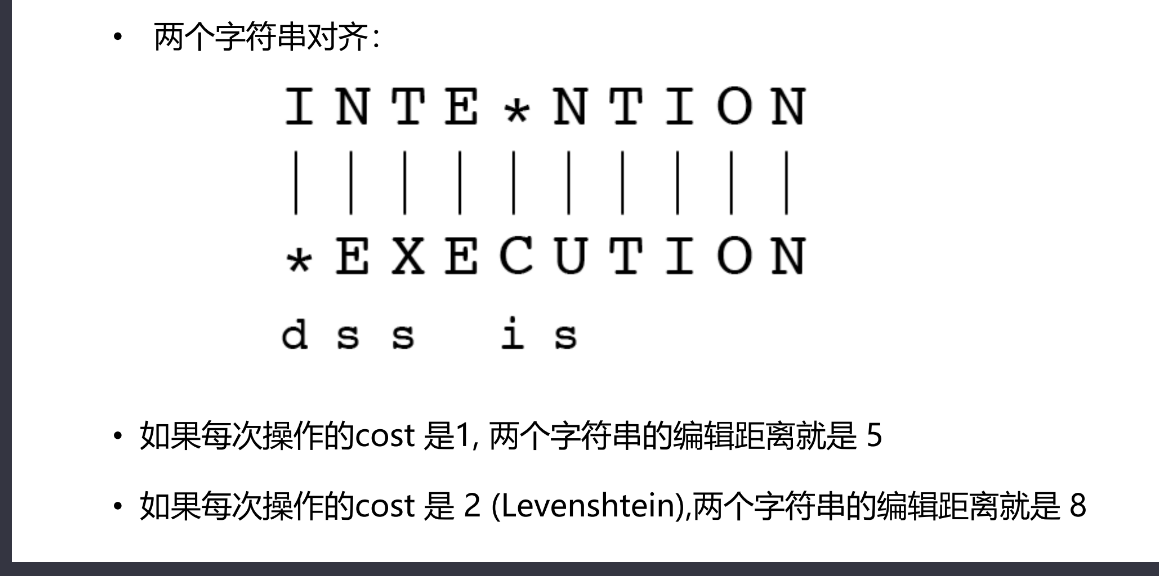 • 两个字符串对齐：
I N T E * N T I O N
| | | | | | | | | |
* E X E C U T I O N
d s s i s
• 如果每次操作的cost 是1, 两个字符串的编辑距离就是 5
• 如果每次操作的cost 是 2 (Levenshtein),两个字符串的编辑距离就是 8